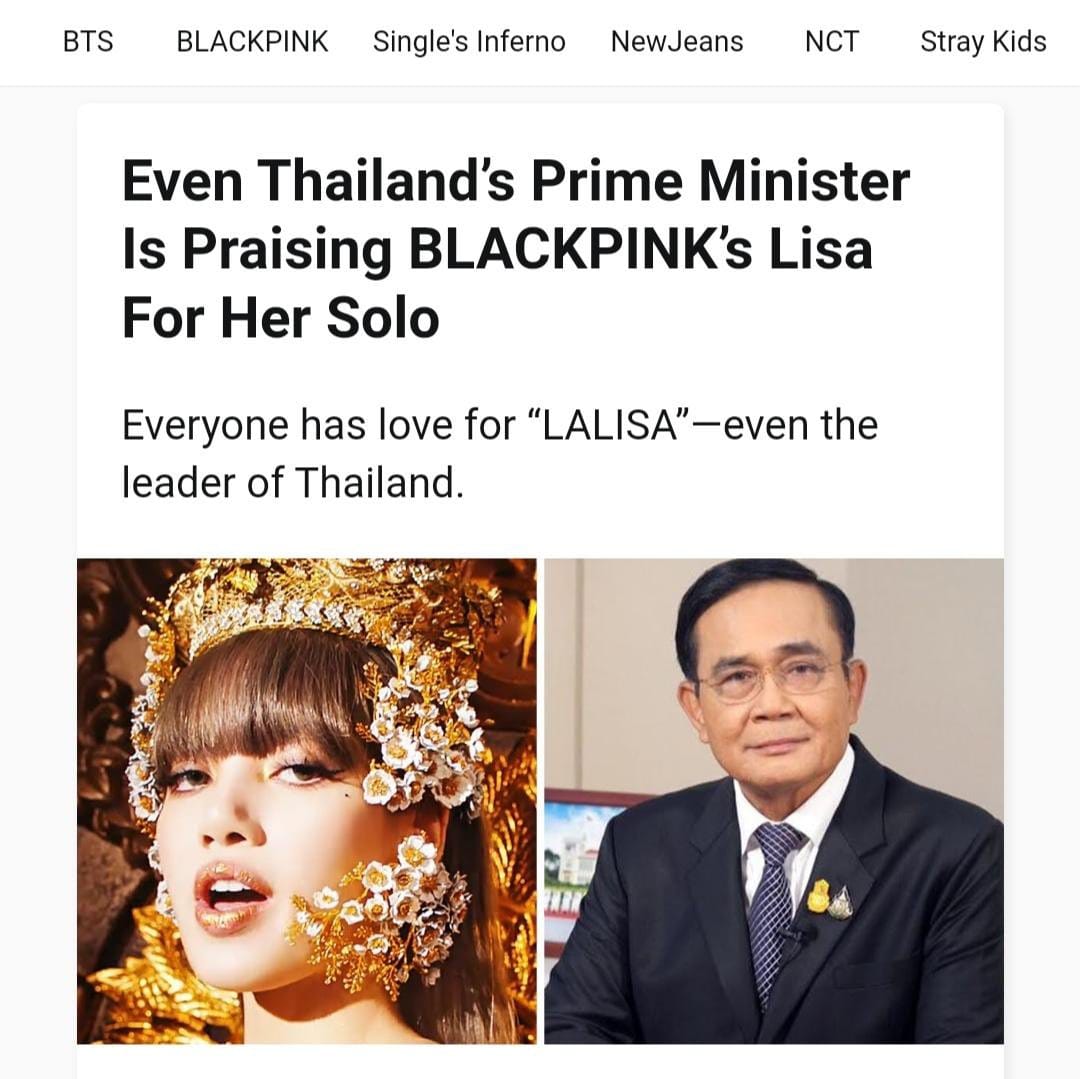 BTS BLACKPINK Single's Inferno NewJeans NCT Stray Kids
Even Thailand’s Prime Minister
Is Praising BLACKPINK’s Lisa
For Her Solo
Everyone has love for “LALISA”—even the
leader of Thailand.